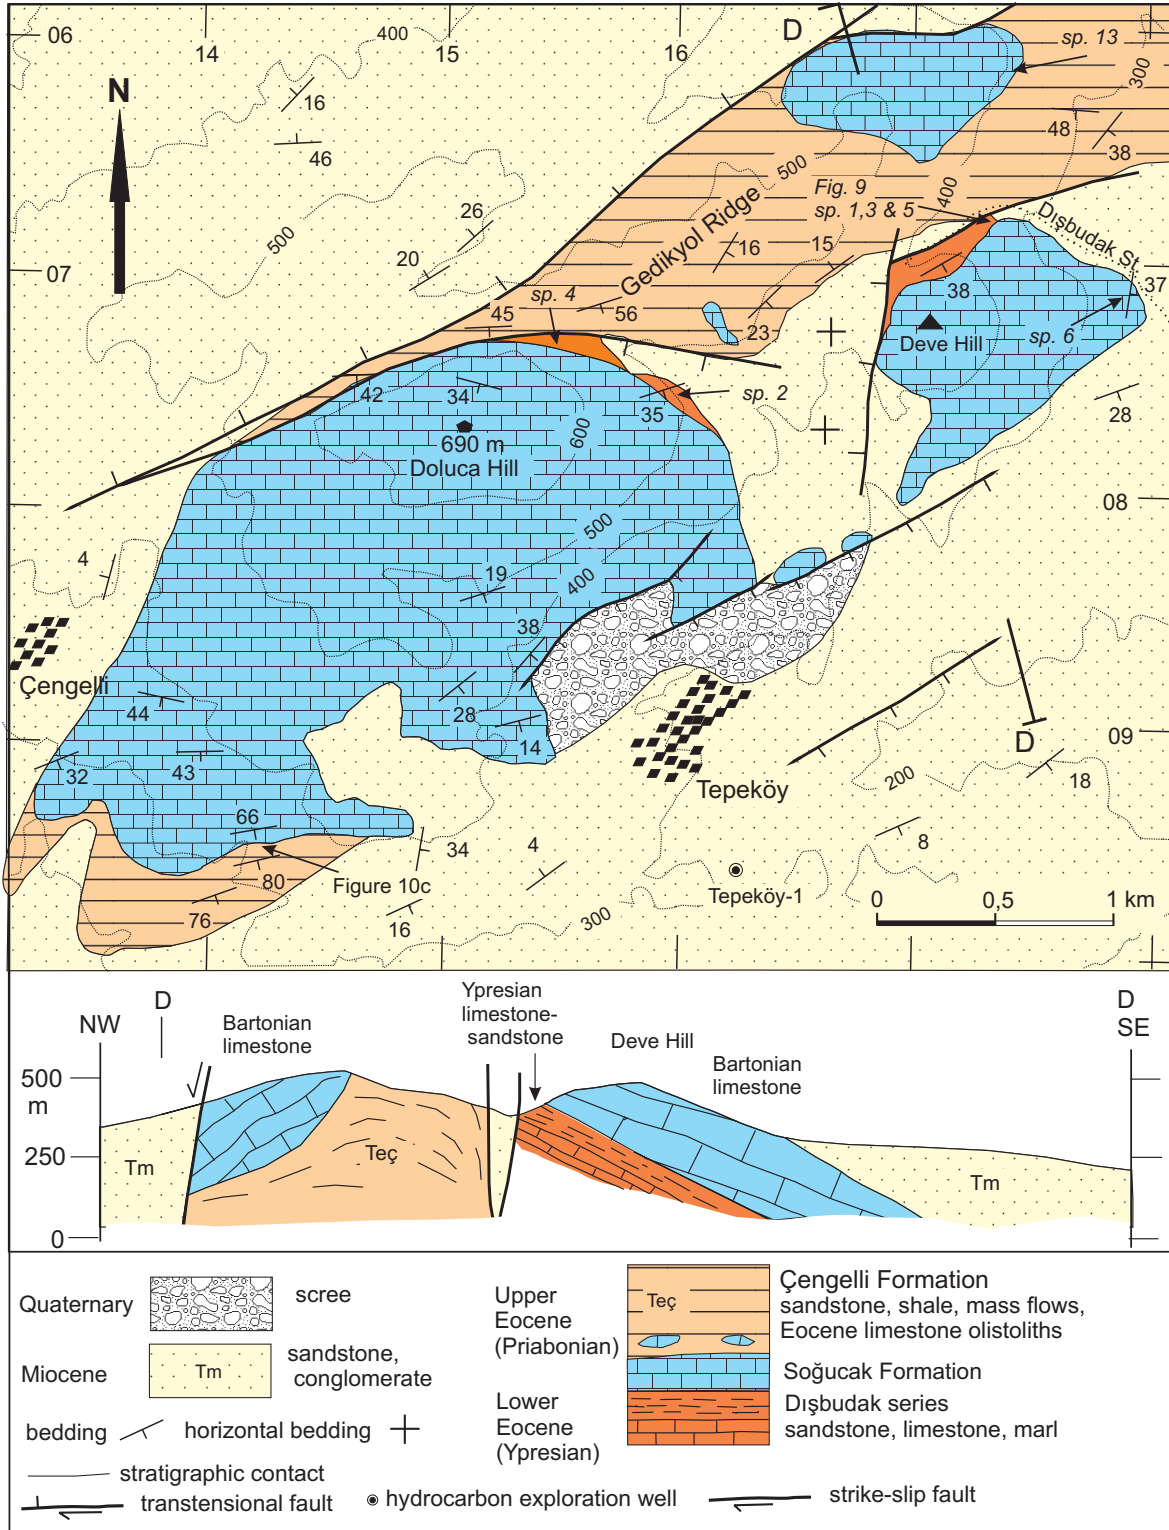 06
14
400
15
16
D
sp. 13
300
N
16
46
48
38
500
Fig. 9
sp. 1,3 & 5
400
26
Gedikyol Ridge
16
15
Dışbudak St.
500
20
07
37
sp. 4
45
56
23
38
Deve Hill
sp. 6
42
34
35
sp. 2
28
690 m
Doluca Hill
600
08
500
4
19
400
38
Çengelli
44
28
14
D
09
32
43
Tepeköy
200
18
66
34
4
8
80
Figure 10c
Tepeköy-1
76
16
300
0
0,5
1 km
NW
D
Bartonian
limestone
Ypresian
limestone-
sandstone
Deve Hill
Bartonian
limestone
D
SE
500
m
250
0
Tm
Teç
Tm
Quaternary
scree
Miocene
Tm
sandstone,
conglomerate
bedding
horizontal bedding
Upper
Eocene
(Priabonian)
Teç
Çengelli Formation
sandstone, shale, mass flows,
Eocene limestone olistoliths
Soğucak Formation
Lower
Eocene
(Ypresian)
Dışbudak series
sandstone, limestone, marl
stratigraphic contact
transtensional fault
hydrocarbon exploration well
strike-slip fault